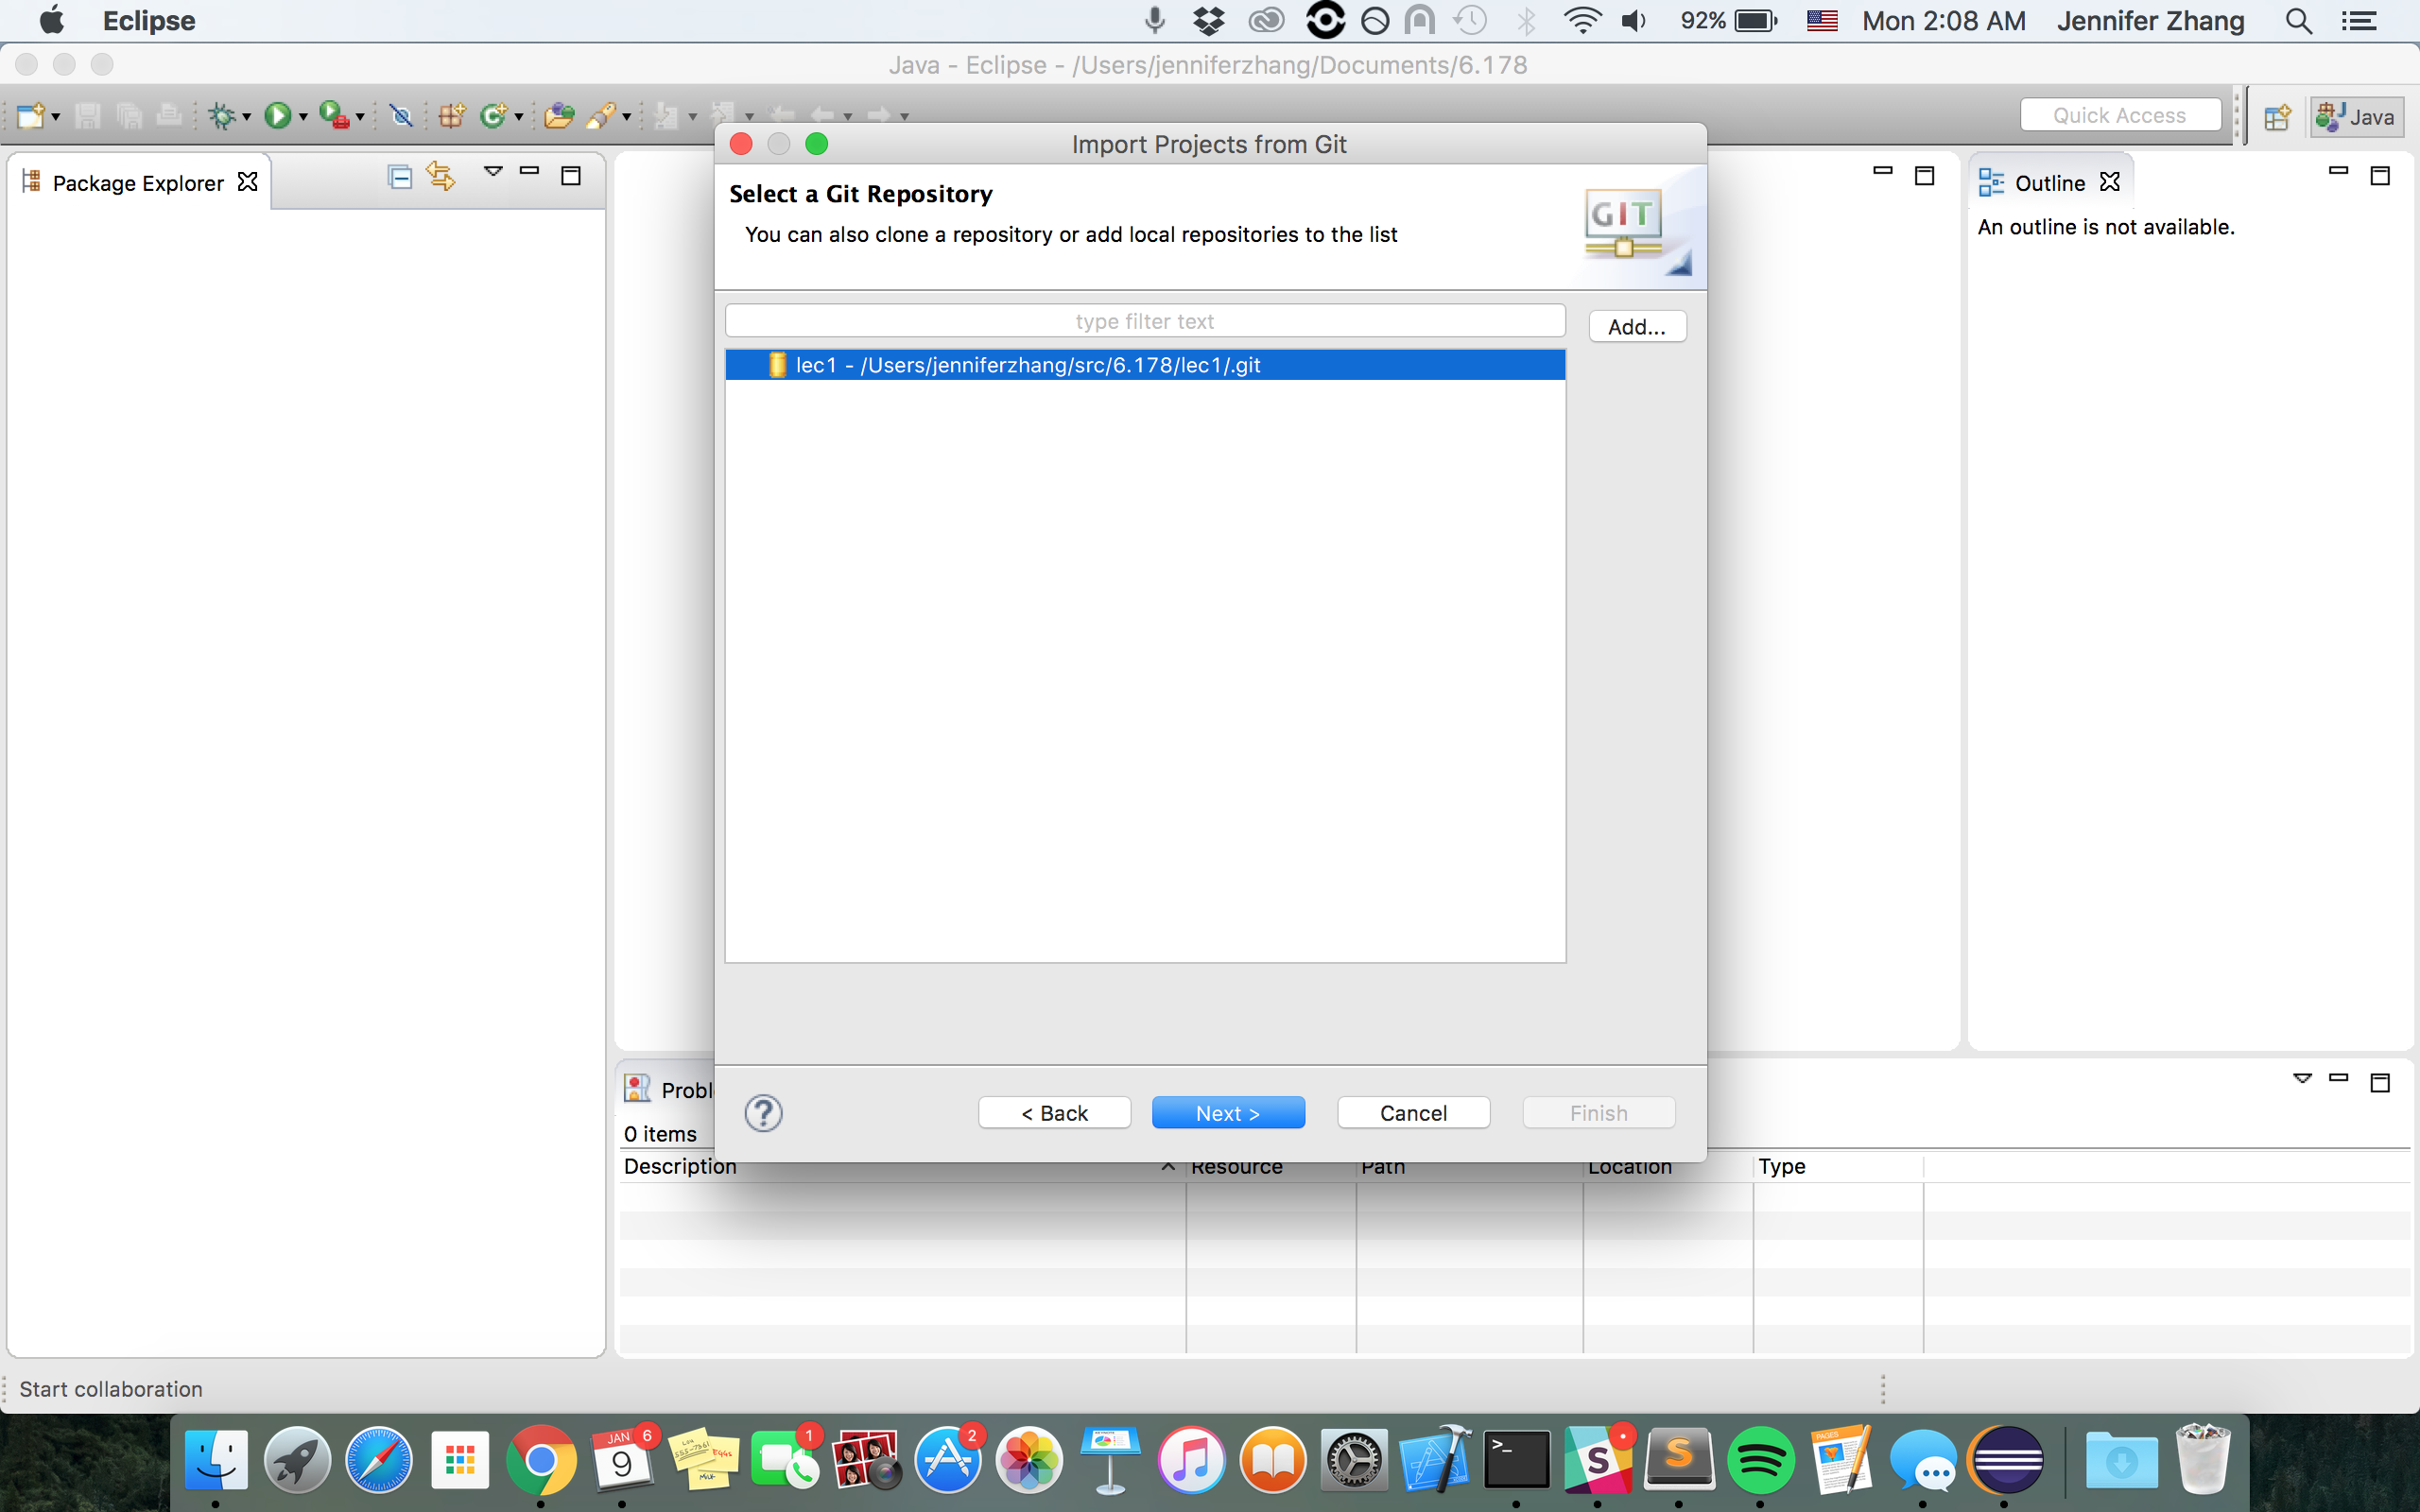 Eclipse
92%
Mon 2:08 AM
Jennifer Zhang
Java - Eclipse - /Users/jenniferzhang/Documents/6.178
Quick Access
Java
Package Explorer
Import Projects from Git
Select a Git Repository
You can also clone a repository or add local repositories to the list
GIT
type filter text
Add...
lec1 - /Users/jenniferzhang/src/6.178/lec1/.git
Outline
An outline is not available.
? < Back Next > Cancel Finish
Probl
0 items
Description Resource Path Location Type
Start collaboration
JAN 6
9
1
2
PAGES
>_
S
S